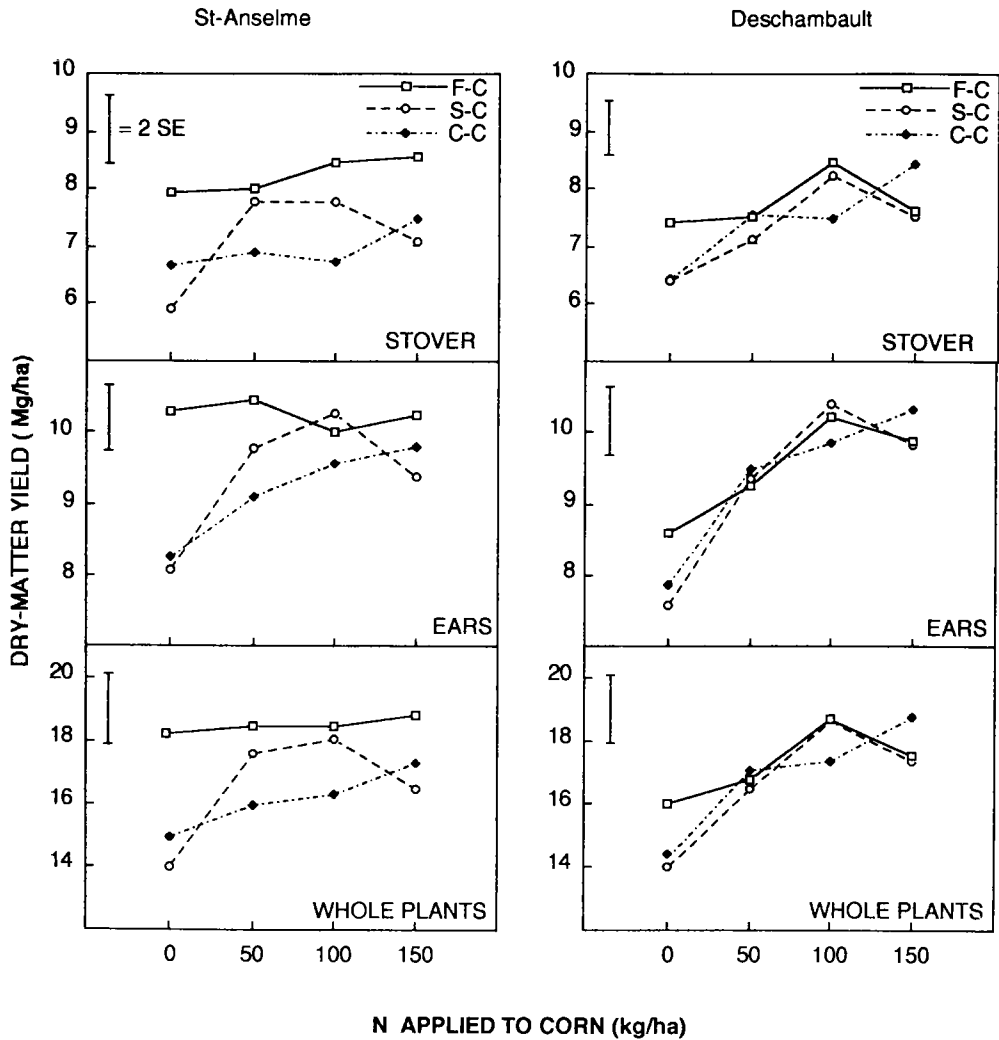 St-Anselme
Deschambault
10
9
8
7
6
= 2 SE
F-C
S-C
C-C
STOVER
10
9
8
7
6
F-C
S-C
C-C
STOVER
10
9
8
EARS
10
9
8
EARS
20
18
16
14
WHOLE PLANTS
0 50 100 150
20
18
16
14
WHOLE PLANTS
0 50 100 150
DRY-MATTER YIELD ( Mg/ha)
N APPLIED TO CORN (kg/ha)